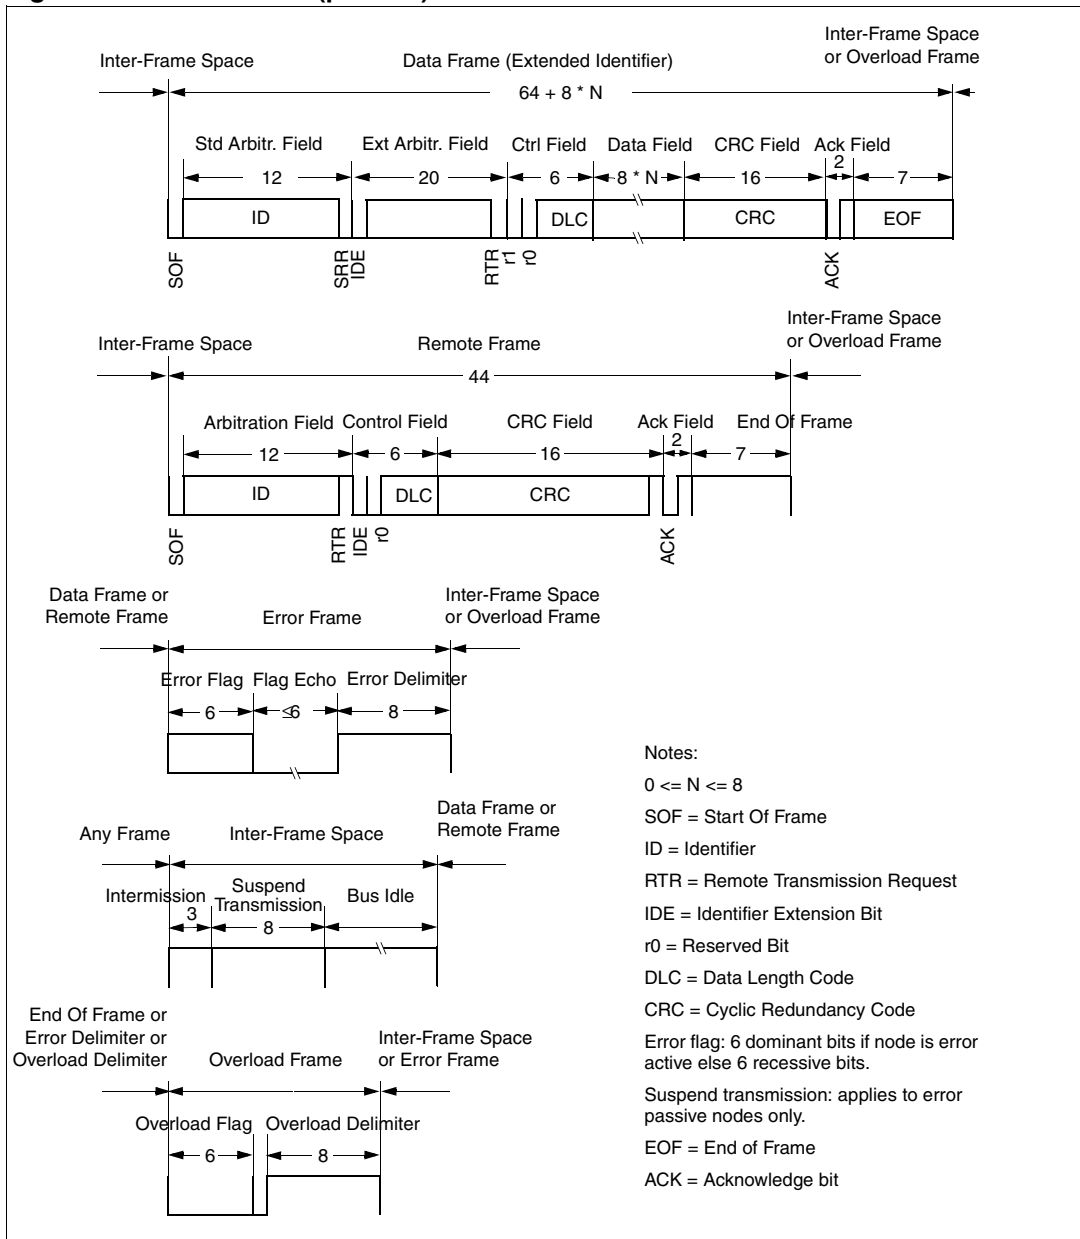 Inter-Frame Space
Data Frame (Extended Identifier)
Inter-Frame Space
or Overload Frame
64 + 8 * N
Std Arbitr. Field
Ext Arbitr. Field
Ctrl Field
Data Field
CRC Field
Ack Field
12
20
6
8 * N
16
2
7
ID
DLC
CRC
EOF
SOF
SRR
IDE
RTR
r1
r0
ACK
Inter-Frame Space
Remote Frame
Inter-Frame Space
or Overload Frame
44
Arbitration Field
Control Field
CRC Field
Ack Field
End Of Frame
12
6
16
2
7
ID
DLC
CRC
SOF
RTR
IDE
r0
ACK
Data Frame or
Remote Frame
Error Frame
Inter-Frame Space
or Overload Frame
Error Flag
Flag Echo
Error Delimiter
6
≤6
8
Any Frame
Inter-Frame Space
Data Frame or
Remote Frame
Intermission
Suspend
Transmission
Bus Idle
3
8
End Of Frame or
Error Delimiter or
Overload Delimiter
Overload Frame
Inter-Frame Space
or Error Frame
Overload Flag
Overload Delimiter
6
8
Notes:
0 <= N <= 8
SOF = Start Of Frame
ID = Identifier
RTR = Remote Transmission Request
IDE = Identifier Extension Bit
r0 = Reserved Bit
DLC = Data Length Code
CRC = Cyclic Redundancy Code
Error flag: 6 dominant bits if node is error
active else 6 recessive bits.
Suspend transmission: applies to error
passive nodes only.
EOF = End of Frame
ACK = Acknowledge bit